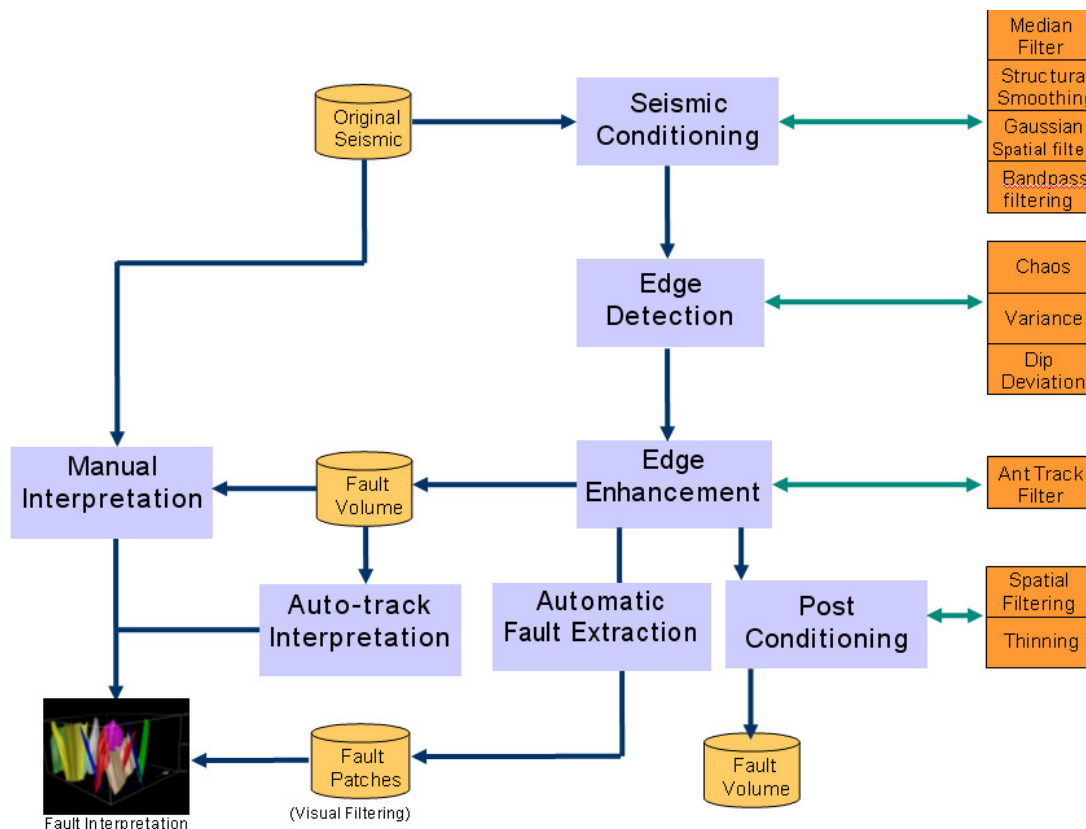 Median
Filter
Structura
Smoothing
Gaussian
Spatial filte
Bandpass
filtering
Original
Seismic
Seismic
Conditioning
Edge
Detection
Chaos
Variance
Dip
Deviation
Manual
Interpretation
Fault
Volume
Edge
Enhancement
Ant Track
Filter
Auto-track
Interpretation
Automatic
Fault Extraction
Post
Conditioning
Spatial
Filtering
Thinning
Fault
Patches
(Visual Filtering)
Fault
Volume
Fault Interpretation